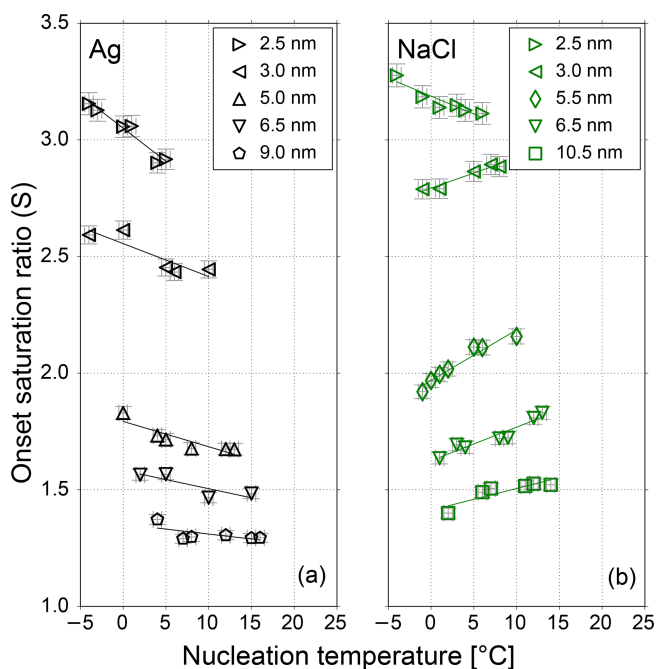 Ag
2.5 nm
3.0 nm
5.0 nm
6.5 nm
9.0 nm
(a)
NaCl
2.5 nm
3.0 nm
5.5 nm
6.5 nm
10.5 nm
(b)
Onset saturation ratio (S)
3.5
3.0
2.5
2.0
1.5
1.0
−5 0 5 10 15 20 25
−5 0 5 10 15 20 25
Nucleation temperature [°C]